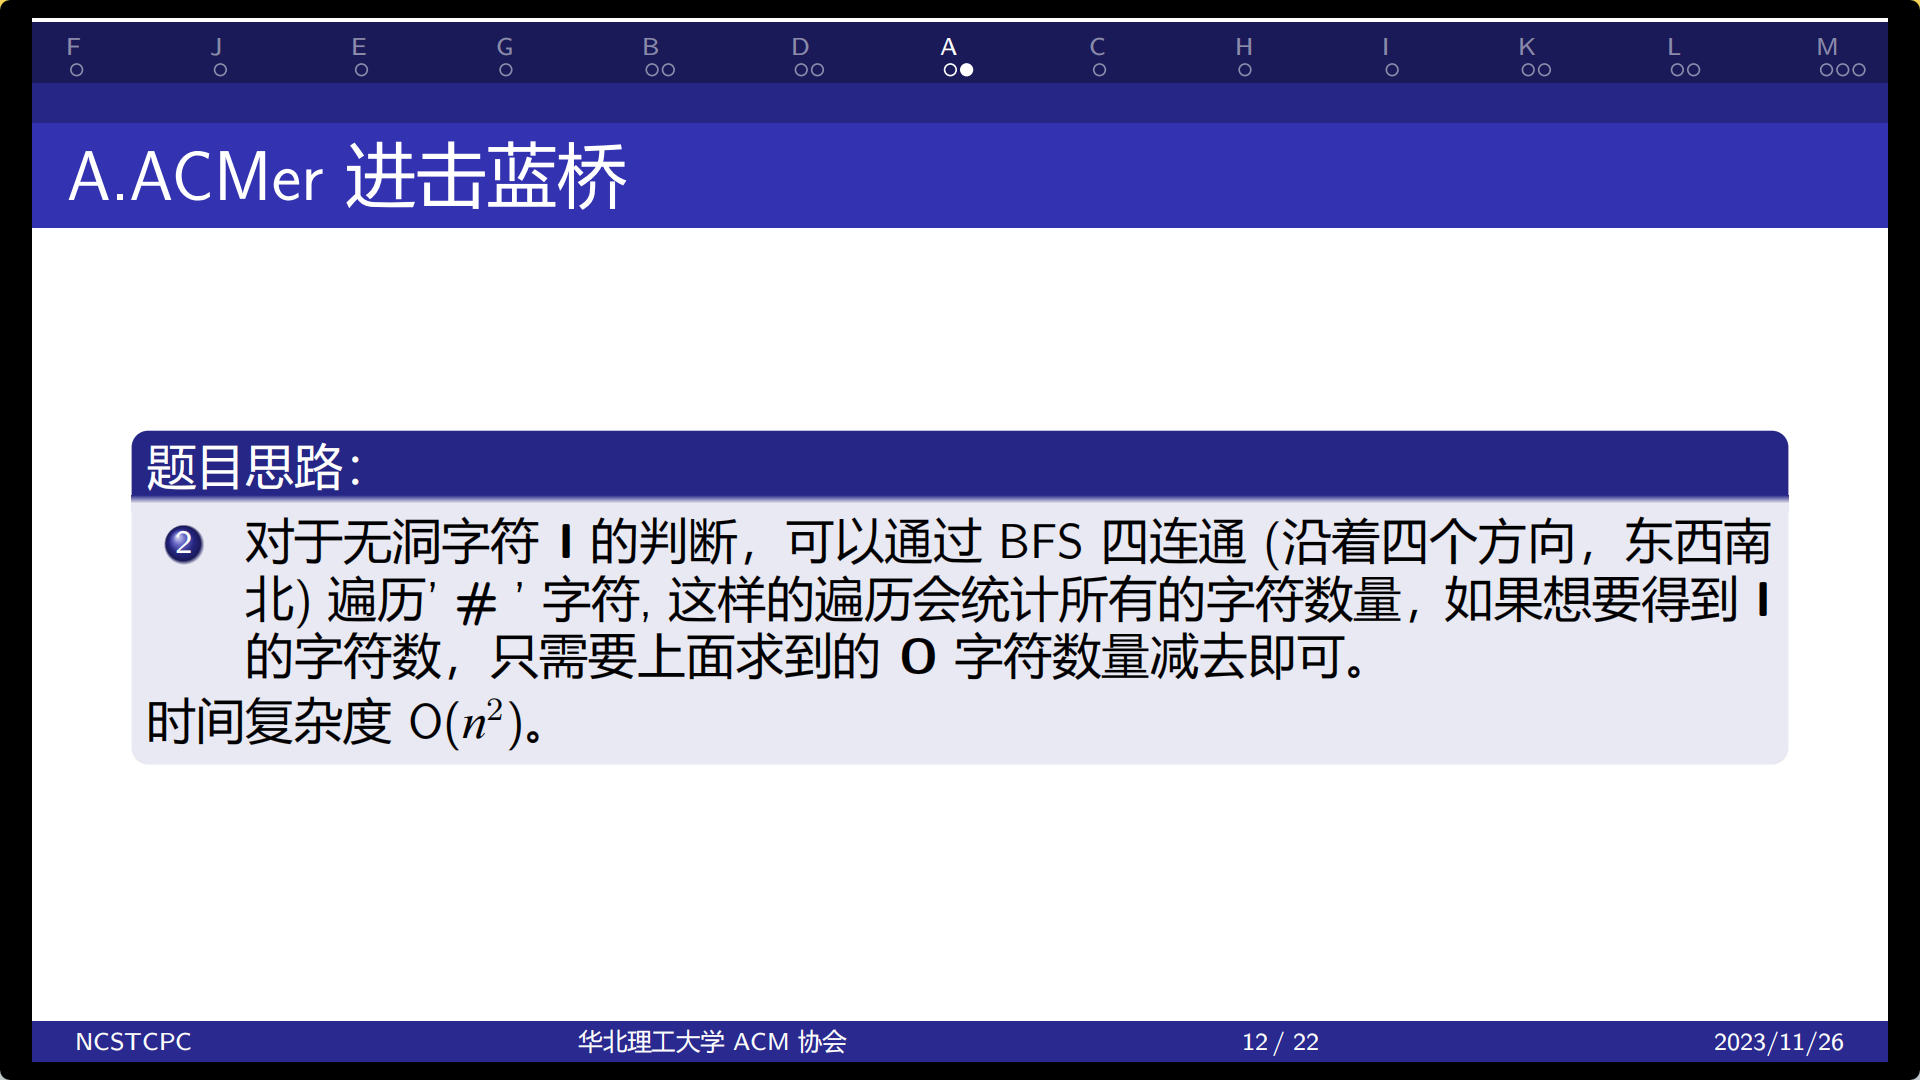 F J E G B D A C H I K L M
A.ACMer 进击蓝桥
题目思路：
2 对于无洞字符 I 的判断，可以通过 BFS 四连通 (沿着四个方向，东西南
北) 遍历’ # ’ 字符, 这样的遍历会统计所有的字符数量，如果想要得到 I
的字符数，只需要上面求到的 O 字符数量减去即可。
时间复杂度 O(n²)。
NCSTCPC 华北理工大学 ACM 协会 12 / 22 2023/11/26